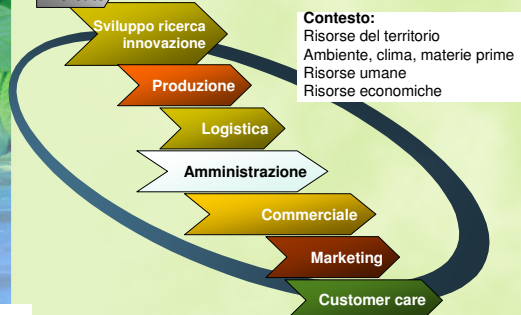 Sviluppo ricerca
innovazione
Contesto:
Risorse del territorio
Ambiente, clima, materie prime
Risorse umane
Risorse economiche
Produzione
Logistica
Amministrazione
Commerciale
Marketing
Customer care